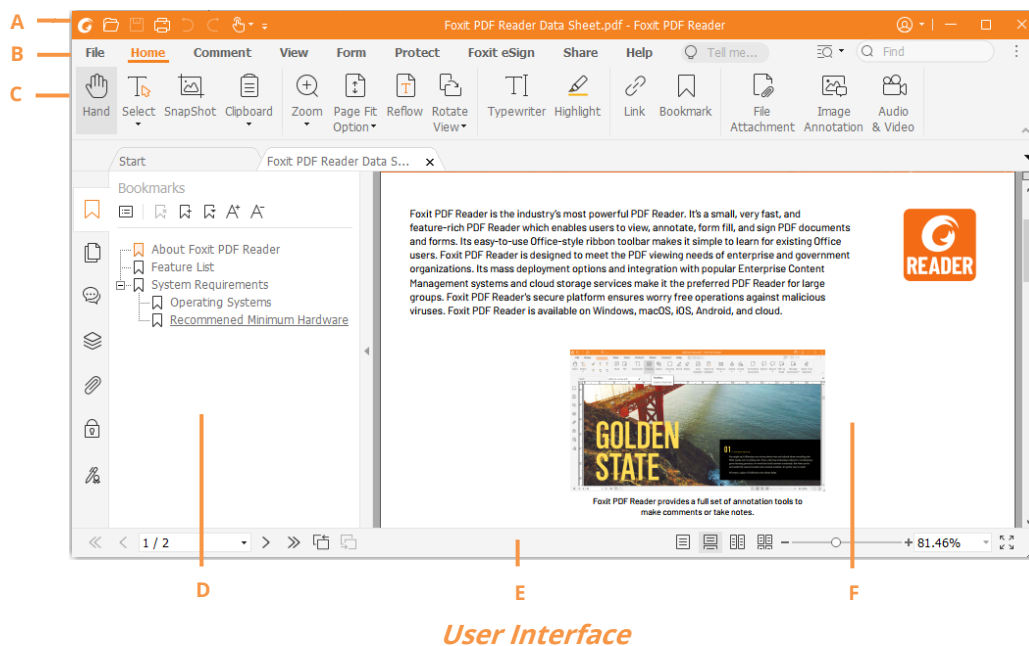 A
Foxit PDF Reader Data Sheet.pdf - Foxit PDF Reader
B
File Home Comment View Form Protect Foxit eSign Share Help Tell me... Find
C
Hand Select SnapShot Clipboard Zoom Page Fit Option Reflow Rotate View Typewriter Highlight Link Bookmark File Attachment Image Annotation Audio & Video
Start Foxit PDF Reader Data S...
Bookmarks
About Foxit PDF Reader
Feature List
System Requirements
Operating Systems
Recommened Minimum Hardware
Foxit PDF Reader is the industry's most powerful PDF Reader. It's a small, very fast, and
feature-rich PDF Reader which enables users to view, annotate, form fill, and sign PDF documents
and forms. Its easy-to-use Office-style ribbon toolbar makes it simple to learn for existing Office
users. Foxit PDF Reader is designed to meet the PDF viewing needs of enterprise and government
organizations. Its mass deployment options and integration with popular Enterprise Content
Management systems and cloud storage services make it the preferred PDF Reader for large
groups. Foxit PDF Reader's secure platform ensures worry free operations against malicious
viruses. Foxit PDF Reader is available on Windows, macOS, iOS, Android, and cloud.
READER
GOLDEN
STATE
01
Foxit PDF Reader provides a full set of annotation tools to
make comments or take notes.
1 / 2
81.46%
D
E
F
User Interface